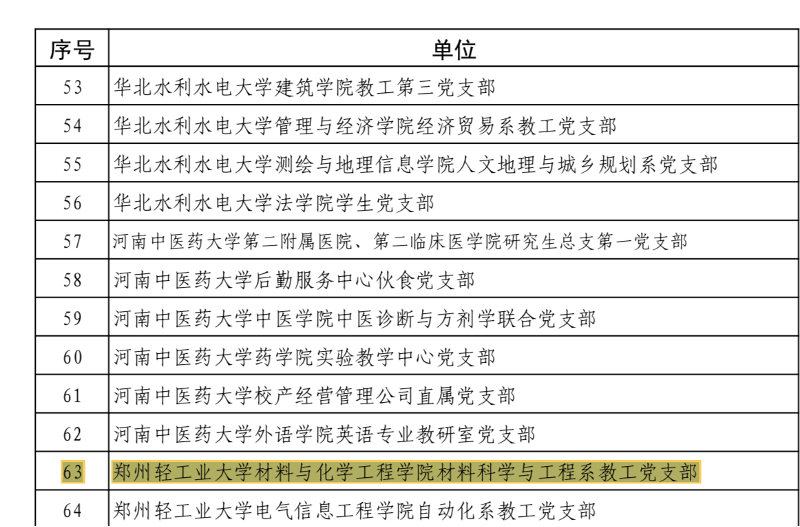 序号 单位
53 华北水利水电大学建筑学院教工第三党支部
54 华北水利水电大学管理与经济学院经济贸易系教工党支部
55 华北水利水电大学测绘与地理信息学院人文地理与城乡规划系党支部
56 华北水利水电大学法学院学生党支部
57 河南中医药大学第二附属医院、第二临床医学院研究生总支第一党支部
58 河南中医药大学后勤服务中心伙食党支部
59 河南中医药大学中医学院中医诊断与方剂学联合党支部
60 河南中医药大学药学院实验教学中心党支部
61 河南中医药大学校产经营管理公司直属党支部
62 河南中医药大学外语学院英语专业教研室党支部
63 郑州轻工业大学材料与化学工程学院材料科学与工程系教工党支部
64 郑州轻工业大学电气信息工程学院自动化系教工党支部